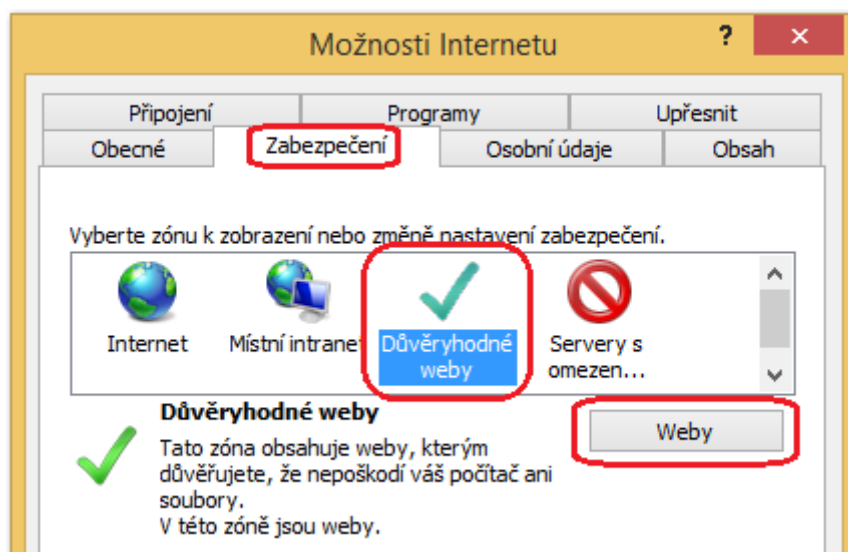 Možnosti Internetu
?
×
Připojení Programy Upřesnit
Obecné Zabezpečení Osobní údaje Obsah
Vyberte zónu k zobrazení nebo změně nastavení zabezpečení.
Internet Místní intranet Důvěryhodné weby Servery s omezen...
Důvěryhodné weby
Weby
Tato zóna obsahuje weby, kterým
důvěřujete, že nepoškodí váš počítač ani
soubory.
V této zóně jsou weby.